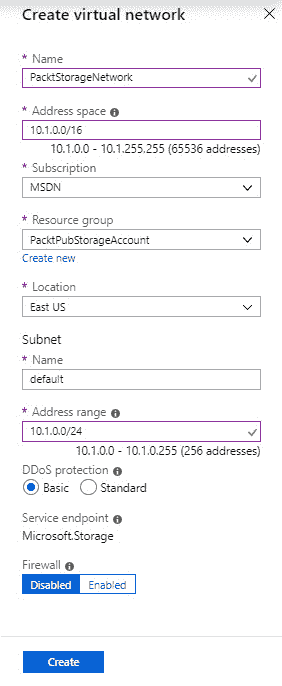 Create virtual network
* Name
PacktStorageNetwork
* Address space
10.1.0.0/16
10.1.0.0 - 10.1.255.255 (65536 addresses)
* Subscription
MSDN
* Resource group
PacktPubStorageAccount
Create new
* Location
East US
Subnet
* Name
default
* Address range
10.1.0.0/24
10.1.0.0 - 10.1.0.255 (256 addresses)
DDoS protection
Basic Standard
Service endpoint
Microsoft.Storage
Firewall
Disabled Enabled
Create